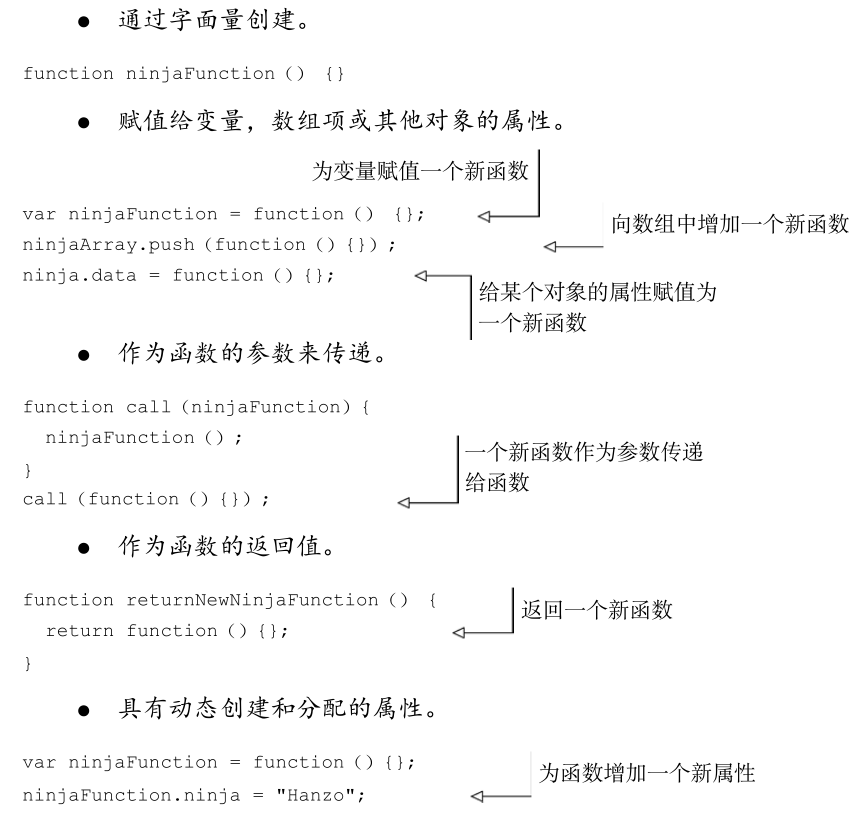 ● 通过字面量创建。
function ninjaFunction() {}
● 赋值给变量，数组项或其他对象的属性。
为变量赋值一个新函数
var ninjaFunction = function() {};
向数组中增加一个新函数
ninjaArray.push(function(){});
ninja.data = function(){};
给某个对象的属性赋值为
一个新函数
● 作为函数的参数来传递。
function call(ninjaFunction){
ninjaFunction();
}
一个新函数作为参数传递
给函数
call(function(){});
● 作为函数的返回值。
function returnNewNinjaFunction() {
返回一个新函数
return function(){};
}
● 具有动态创建和分配的属性。
var ninjaFunction = function(){};
为函数增加一个新属性
ninjaFunction.ninja = "Hanzo";